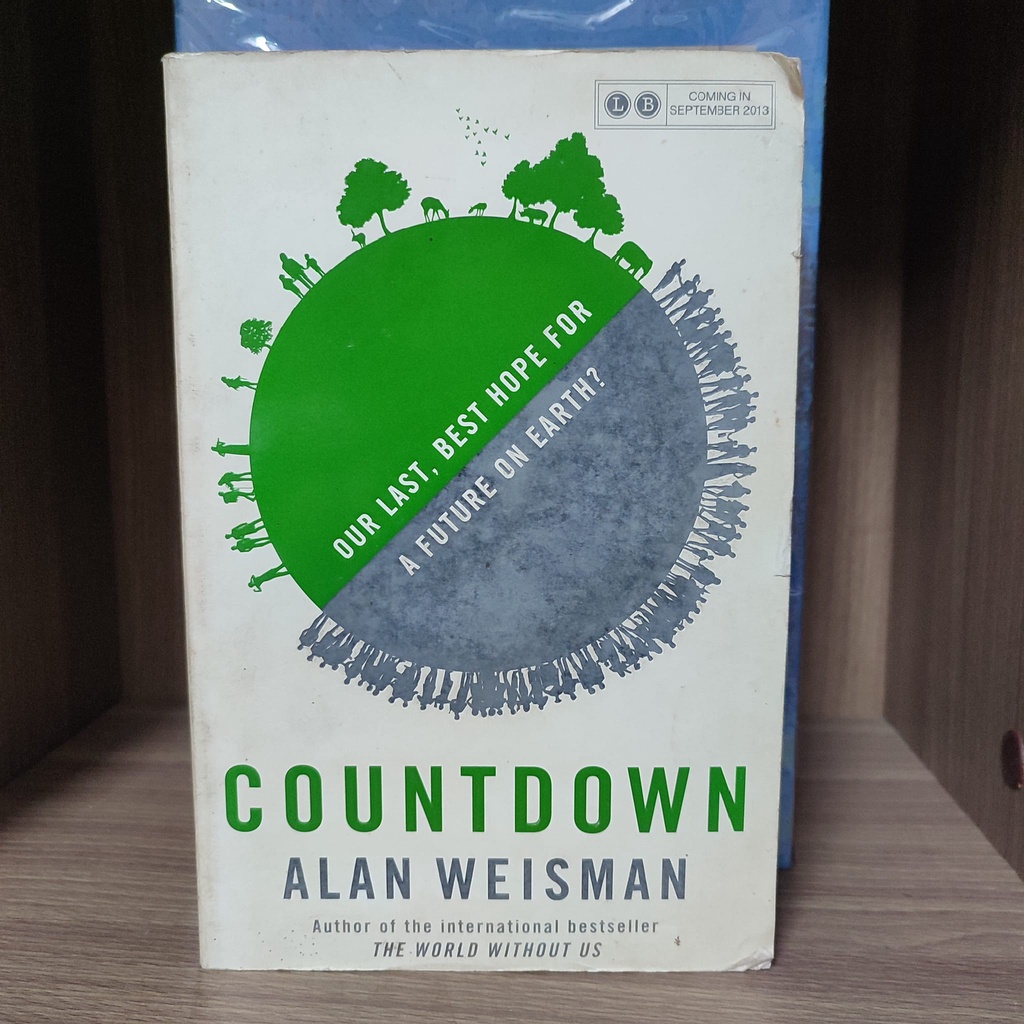 L B
COMING IN
SEPTEMBER 2013
OUR LAST, BEST HOPE FOR
A FUTURE ON EARTH?
COUNTDOWN
ALAN WEISMAN
Author of the international bestseller
THE WORLD WITHOUT US